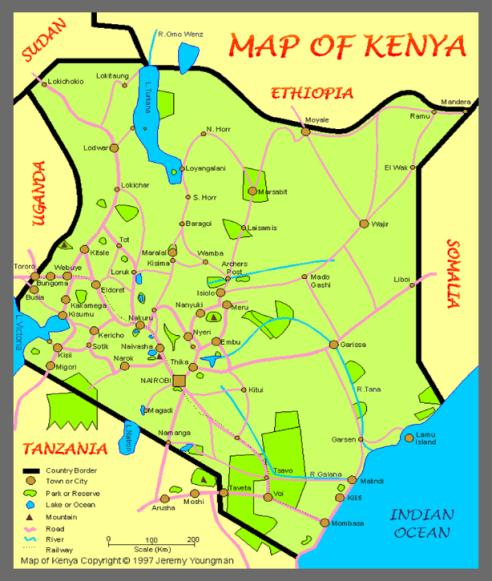 MAP OF KENYA
SUDAN
R.Omo Wenz
ETHIOPIA
Lokichokio
Lokitaung
L. Turkana
Mandera
Ramu
Moyale
N. Horr
Lodwar
El Wak
Loyangalani
UGANDA
Lokichar
S. Horr
Marsabit
Baragoi
Laisamis
Wajir
Tot
Kitale
Maralal
Kisima
Wamba
SOMALIA
Tororo
Webuye
Loruk
Archers
Post
Mado
Gashi
Bungoma
Eldoret
Liboi
Busia
Isiolo
Kakamega
Nanyuki
Meru
Kisumu
Nakuru
L. Victoria
Kericho
Nyeri
Embu
Garissa
Kisii
Sotik
Naivasha
Migori
Narok
Thika
NAIROBI
Kitui
R.Tana
Magadi
Namanga
Garsen
Lamu
Island
L.Natron
TANZANIA
Tsavo
R.Galana
Malindi
Country Border
Town or City
Taveta
Voi
Kilifi
Park or Reserve
Arusha
Moshi
Lake or Ocean
Mountain
Mombasa
INDIAN
OCEAN
Road
River
0 100 200
Railway
Scale (Km)
Map of Kenya Copyright © 1997 Jeremy Youngman